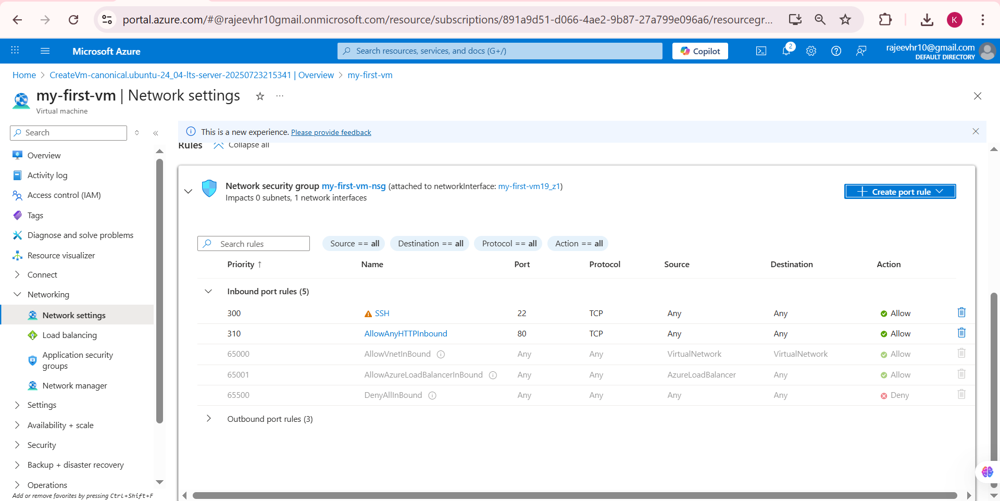 portal.azure.com/#@rajeevhr10gmail.onmicrosoft.com/resource/subscriptions/891a9d51-d066-4ae2-9b87-27a799e096a6/resourcegr...
K
Microsoft Azure
Search resources, services, and docs (G+/)
Copilot
2
rajeevhr10@gmail.com
DEFAULT DIRECTORY
Home > CreateVm-canonical.ubuntu-24_04-lts-server-20250723215341 | Overview > my-first-vm
my-first-vm | Network settings
Virtual machine
Search
This is a new experience. Please provide feedback
Overview
Activity log
Access control (IAM)
Tags
Diagnose and solve problems
Resource visualizer
Connect
Networking
Network settings
Load balancing
Application security groups
Network manager
Settings
Availability + scale
Security
Backup + disaster recovery
Operations
Add or remove favorites by pressing Ctrl+Shift+F
Rules Collapse all
Network security group my-first-vm-nsg (attached to networkInterface: my-first-vm19_z1)
Impacts 0 subnets, 1 network interfaces
Create port rule
Search rules Source == all Destination == all Protocol == all Action == all
Priority ↑ Name Port Protocol Source Destination Action
Inbound port rules (5)
300 SSH 22 TCP Any Any Allow
310 AllowAnyHTTPInbound 80 TCP Any Any Allow
65000 AllowVnetInBound Any Any VirtualNetwork VirtualNetwork Allow
65001 AllowAzureLoadBalancerInBound Any Any AzureLoadBalancer Any Allow
65500 DenyAllInBound Any Any Any Any Deny
Outbound port rules (3)